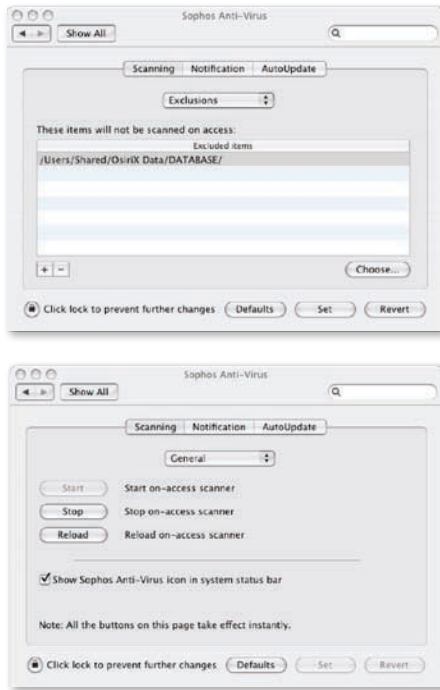 Sophos Anti-Virus
Show All
Scanning Notification AutoUpdate
Exclusions
These items will not be scanned on access:
Excluded items
/Users/Shared/OsiriX Data/DATABASE/
+ - Choose...
Click lock to prevent further changes Defaults Set Revert
Sophos Anti-Virus
Show All
Scanning Notification AutoUpdate
General
Start Start on-access scanner
Stop Stop on-access scanner
Reload Reload on-access scanner
Show Sophos Anti-Virus icon in system status bar
Note: All the buttons on this page take effect instantly.
Click lock to prevent further changes Defaults Set Revert